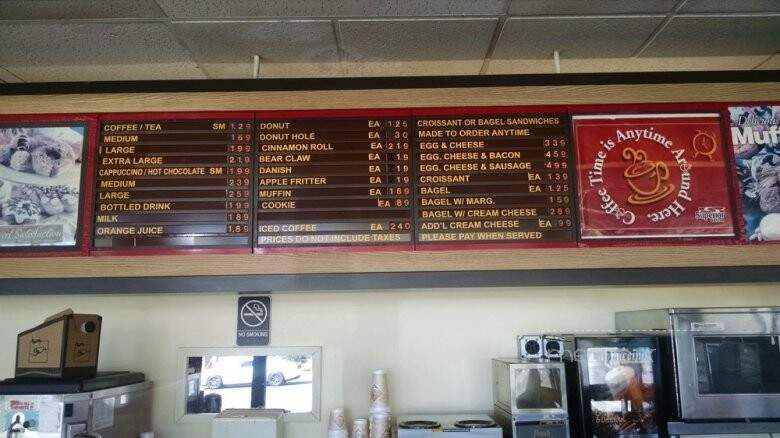 COFFEE / TEA SM 1.29
MEDIUM 1.69
LARGE 1.99
EXTRA LARGE 2.19
CAPPUCCINO / HOT CHOCOLATE SM 1.99
MEDIUM 2.39
LARGE 2.59
BOTTLED DRINK 1.99
MILK 1.89
ORANGE JUICE 1.89
DONUT EA 1 25
DONUT HOLE EA 30
CINNAMON ROLL EA 2 19
BEAR CLAW EA
DANISH EA
APPLE FRITTER EA
MUFFIN EA 1 89
COOKIE EA 89
ICED COFFEE EA 2 40
PRICES DO NOT INCLUDE TAXES
CROISSANT OR BAGEL SANDWICHES
MADE TO ORDER ANYTIME
EGG & CHEESE 3 39
EGG, CHEESE & BACON 4 59
EGG, CHEESE & SAUSAGE 4 99
CROISSANT EA 1 39
BAGEL EA 1.25
BAGEL W/ MARG. 1 59
BAGEL W/ CREAM CHEESE 2 89
ADD'L CREAM CHEESE EA 99
PLEASE PAY WHEN SERVED
Coffee Time is Anytime Around Here.
Superior
Delicious
Satisfaction
NO SMOKING